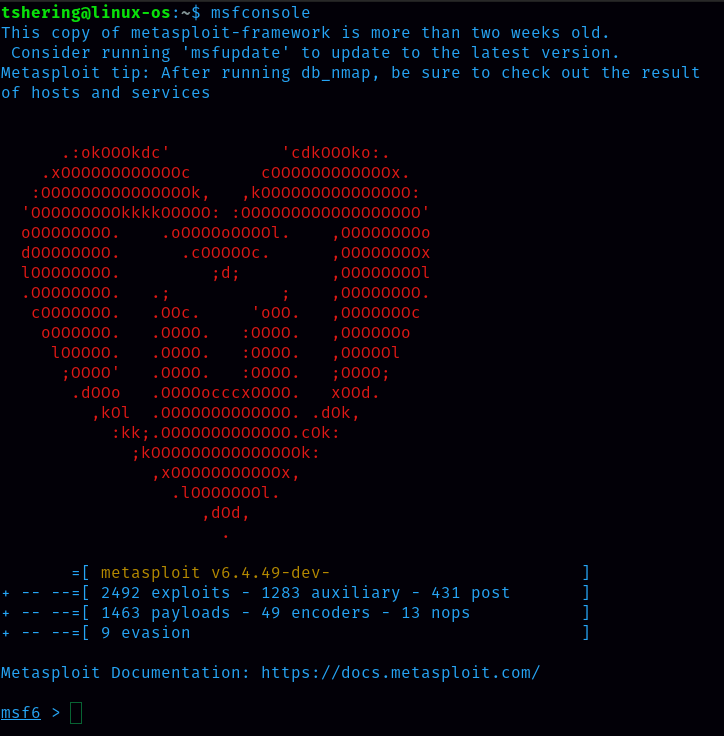 tshering@linux-os:~$ msfconsole
This copy of metasploit-framework is more than two weeks old.
 Consider running 'msfupdate' to update to the latest version.
Metasploit tip: After running db_nmap, be sure to check out the result
of hosts and services

      .:okOOOkdc'           'cdkOOOko:.
    .xOOOOOOOOOOOOc       cOOOOOOOOOOOOx.
   :OOOOOOOOOOOOOOOk,   ,kOOOOOOOOOOOOOOO:
  'OOOOOOOOOkkkkOOOOO: :OOOOOOOOOOOOOOOOOO'
  oOOOOOOOO.    .oOOOOoOOOOl.    ,OOOOOOOOo
  dOOOOOOOO.      .cOOOOOc.      ,OOOOOOOOx
  lOOOOOOOO.         ;d;         ,OOOOOOOOl
  .OOOOOOOO.   .;           ;    ,OOOOOOOO.
   cOOOOOOO.   .OOc.     'oOO.   ,OOOOOOOc
    oOOOOOO.   .OOOO.   :OOOO.   ,OOOOOOo
     lOOOOO.   .OOOO.   :OOOO.   ,OOOOOl
      ;OOOO'   .OOOO.   :OOOO.   ;OOOO;
       .dOOo   .OOOOocccxOOOO.   xOOd.
         ,kOl  .OOOOOOOOOOOOO. .dOk,
           :kk;.OOOOOOOOOOOOO.cOk:
             ;kOOOOOOOOOOOOOOOk:
               ,xOOOOOOOOOOOx,
                 .lOOOOOOOl.
                    ,dOd,
                      .

       =[ metasploit v6.4.49-dev-                         ]
+ -- --=[ 2492 exploits - 1283 auxiliary - 431 post       ]
+ -- --=[ 1463 payloads - 49 encoders - 13 nops           ]
+ -- --=[ 9 evasion                                       ]

Metasploit Documentation: https://docs.metasploit.com/

msf6 >